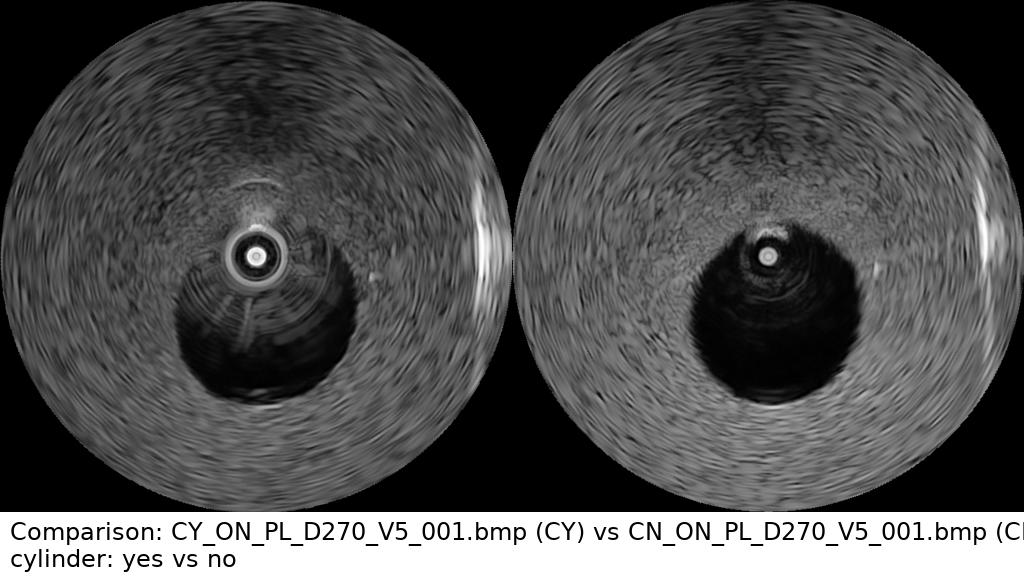 Comparison: CY_ON_PL_D270_V5_001.bmp (CY) vs CN_ON_PL_D270_V5_001.bmp
cylinder: yes vs no